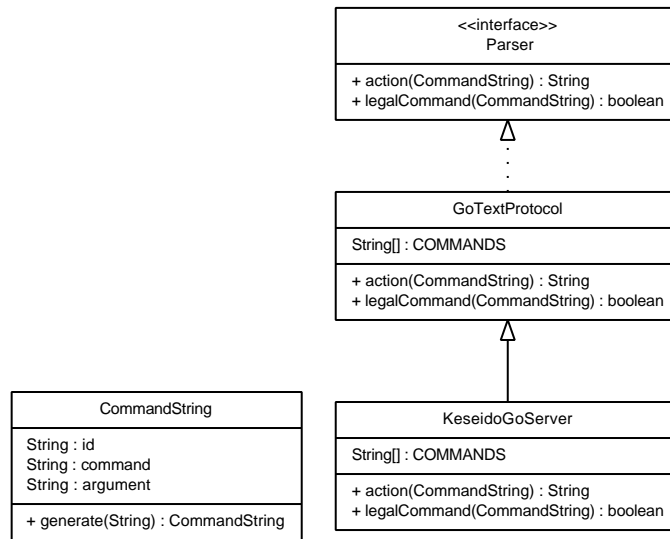 <<interface>>
Parser
+ action(CommandString) : String
+ legalCommand(CommandString) : boolean
GoTextProtocol
String[] : COMMANDS
+ action(CommandString) : String
+ legalCommand(CommandString) : boolean
CommandString
String : id
String : command
String : argument
+ generate(String) : CommandString
KeseidoGoServer
String[] : COMMANDS
+ action(CommandString) : String
+ legalCommand(CommandString) : boolean